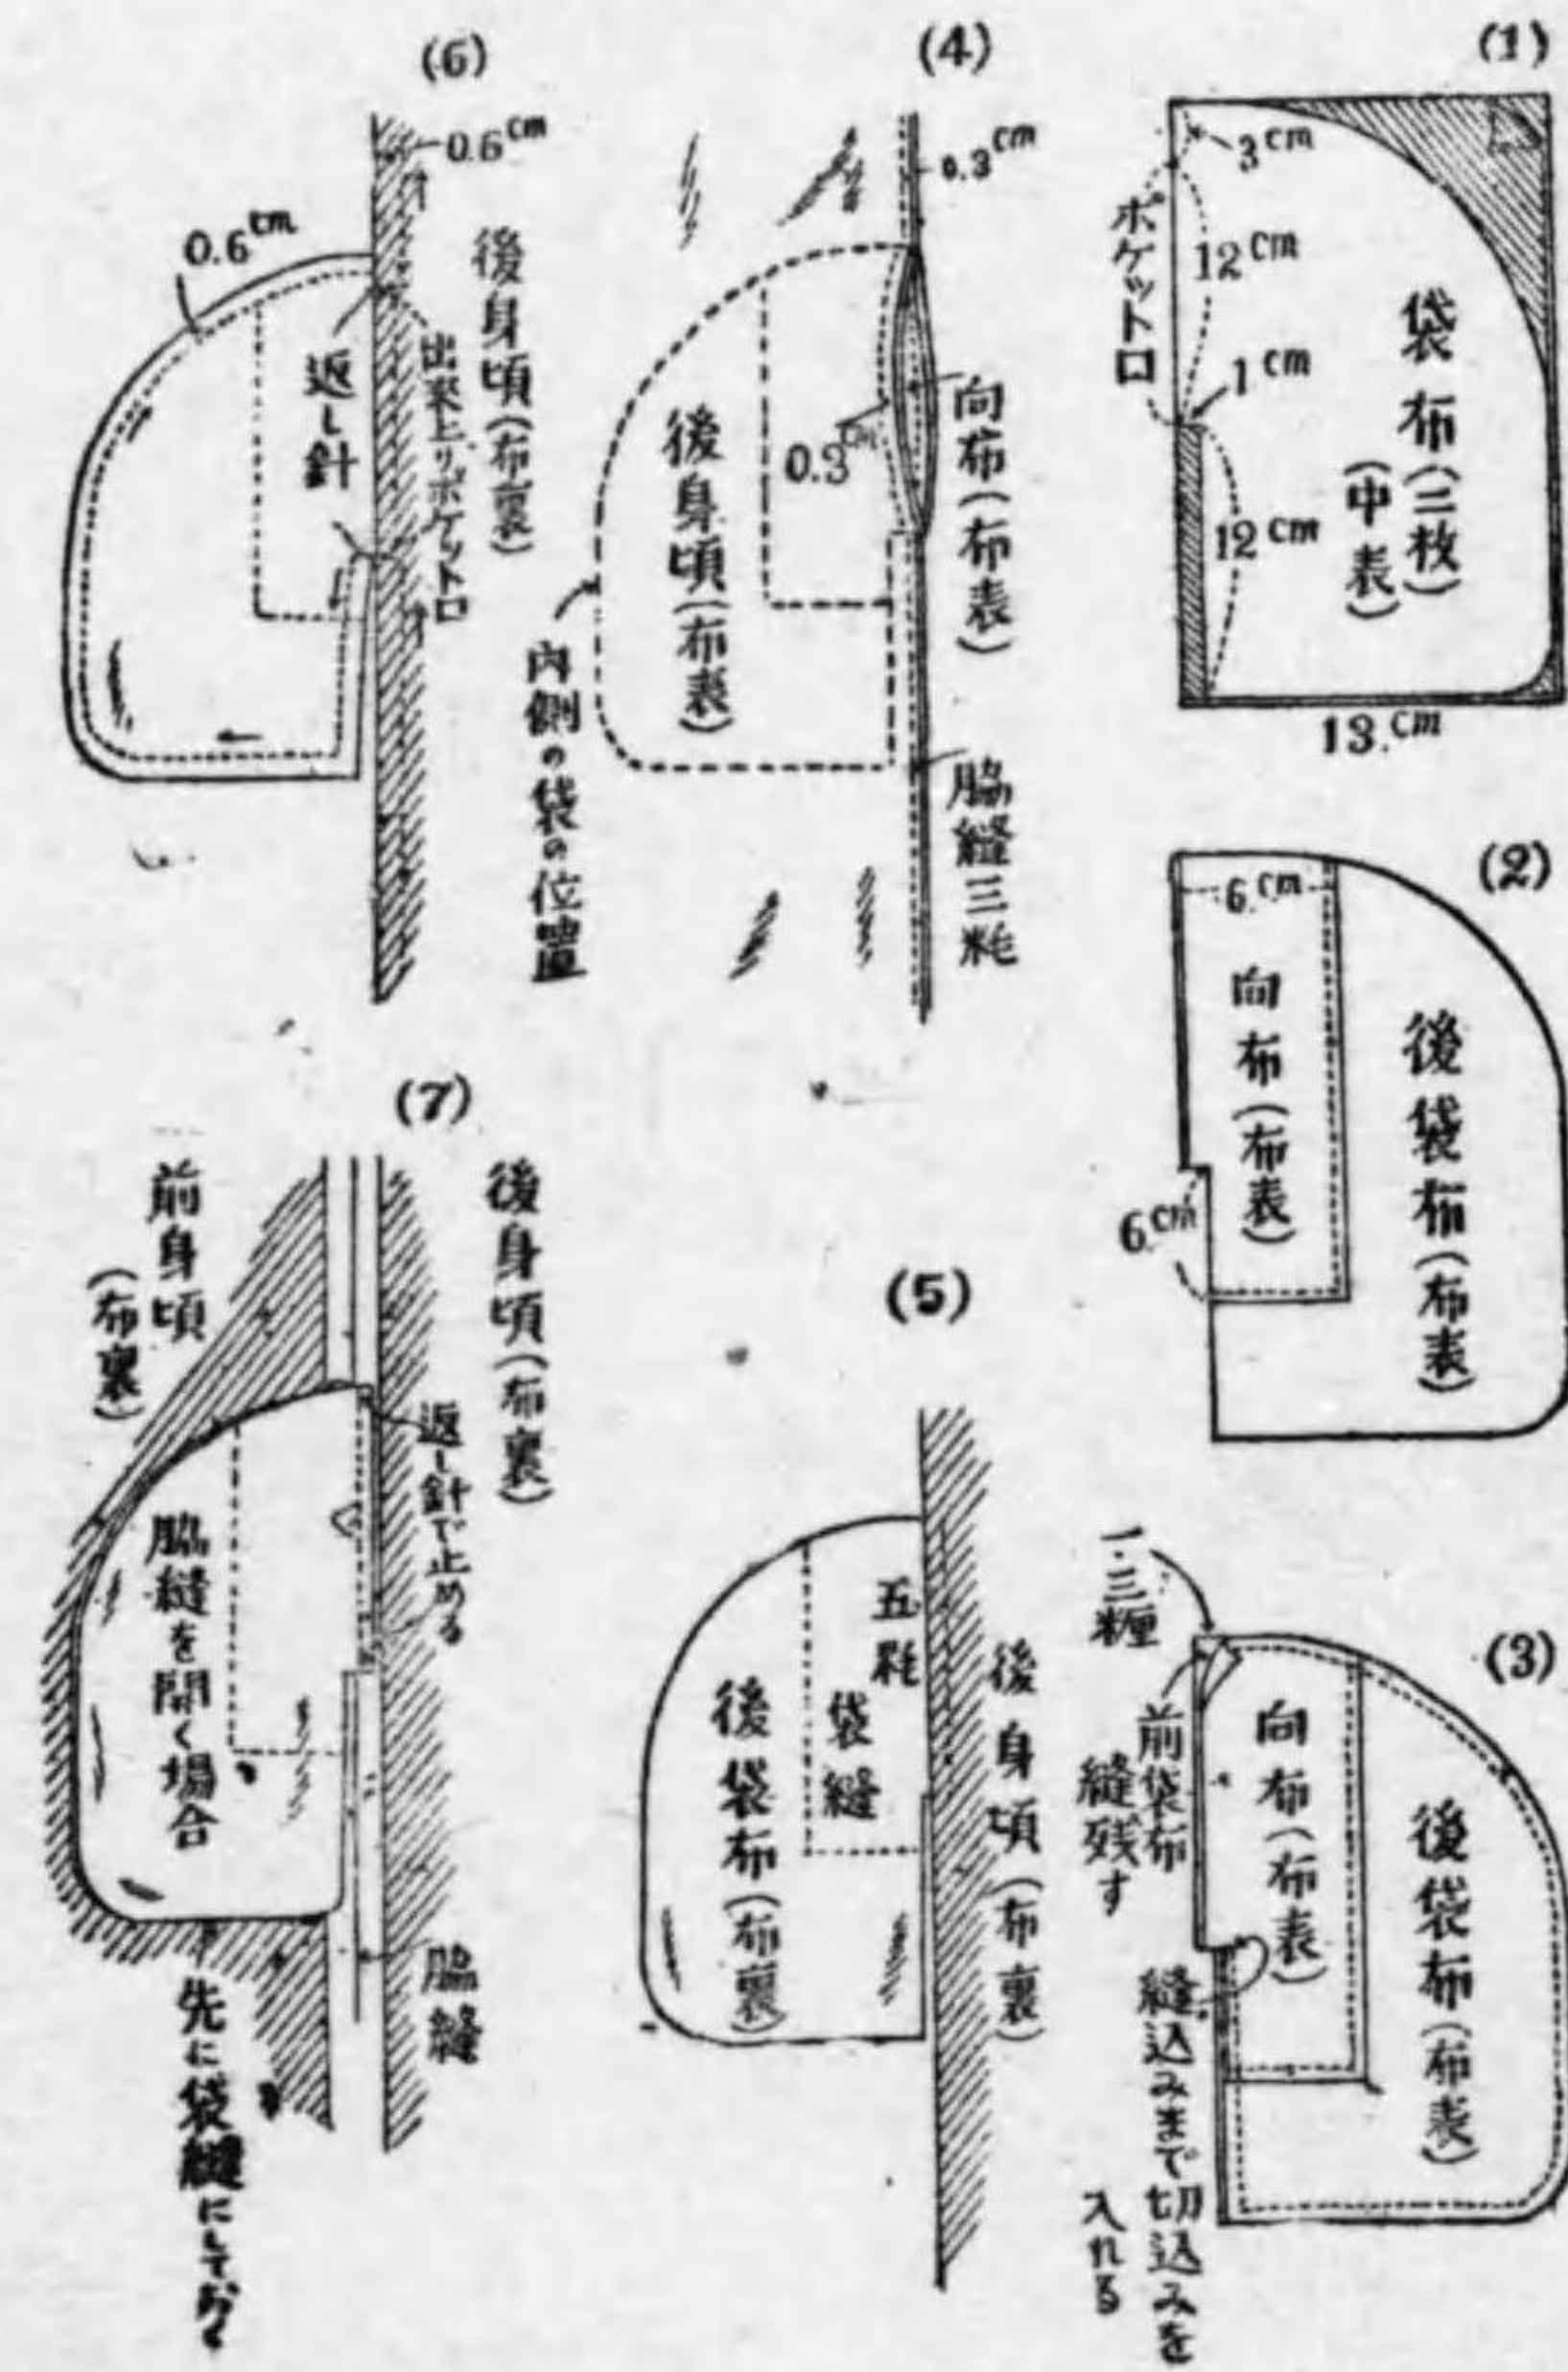 (1)
3cm
ポケット口
12cm
1cm
12cm
袋布(二枚)
(中表)
13.cm
(2)
6.cm
向布(布表)
後袋布(布表)
6.cm
(3)
一・三糎
前袋布
縫残す
向布(布表)
後袋布(布表)
縫込みまで切込みを
入れる
(4)
0.3cm
向布(布表)
0.3cm
後身頃(布表)
内側の袋の位置
脇縫三粍
(5)
後身頃(布裏)
五粍
袋縫
後袋布(布裏)
(6)
0.6cm
0.6cm
後身頃(布裏)
出来上りポケット口
返し針
(7)
後身頃(布裏)
前身頃
(布裏)
返し針で止める
脇縫を開く場合
脇縫
先に袋縫にしておく